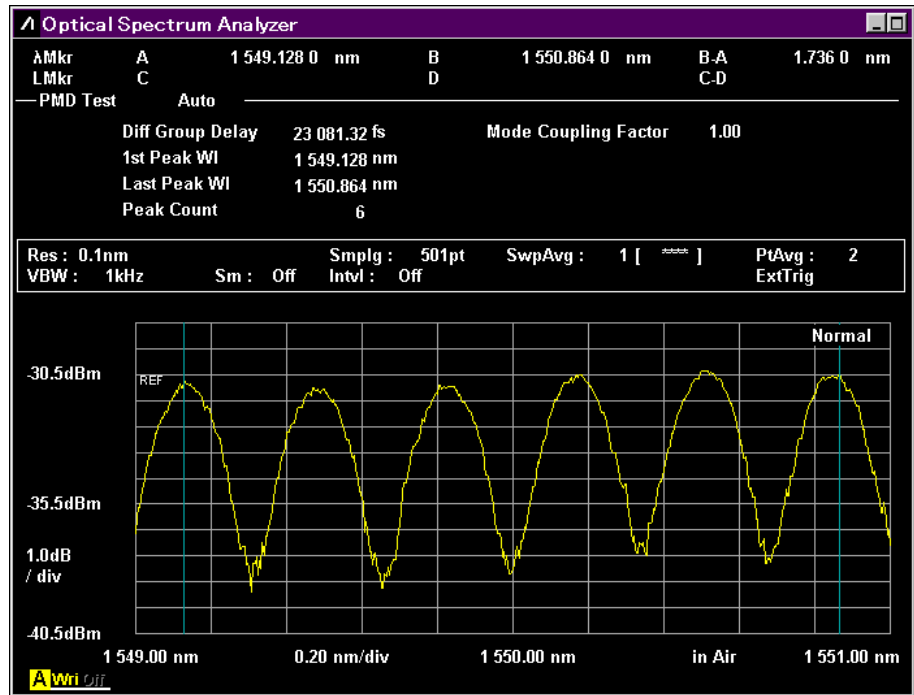 Optical Spectrum Analyzer
λMkr A 1 549.128 0 nm B 1 550.864 0 nm B-A 1.736 0 nm
LMkr C D C-D
PMD Test Auto
Diff Group Delay 23 081.32 fs Mode Coupling Factor 1.00
1st Peak Wl 1 549.128 nm
Last Peak Wl 1 550.864 nm
Peak Count 6
Res : 0.1nm Smplg : 501pt SwpAvg : 1 [ **** ] PtAvg : 2
VBW : 1kHz Sm : Off Intvl : Off ExtTrig
Normal
-30.5dBm REF
-35.5dBm
1.0dB
/ div
-40.5dBm
1 549.00 nm 0.20 nm/div 1 550.00 nm in Air 1 551.00 nm
A Wri Off